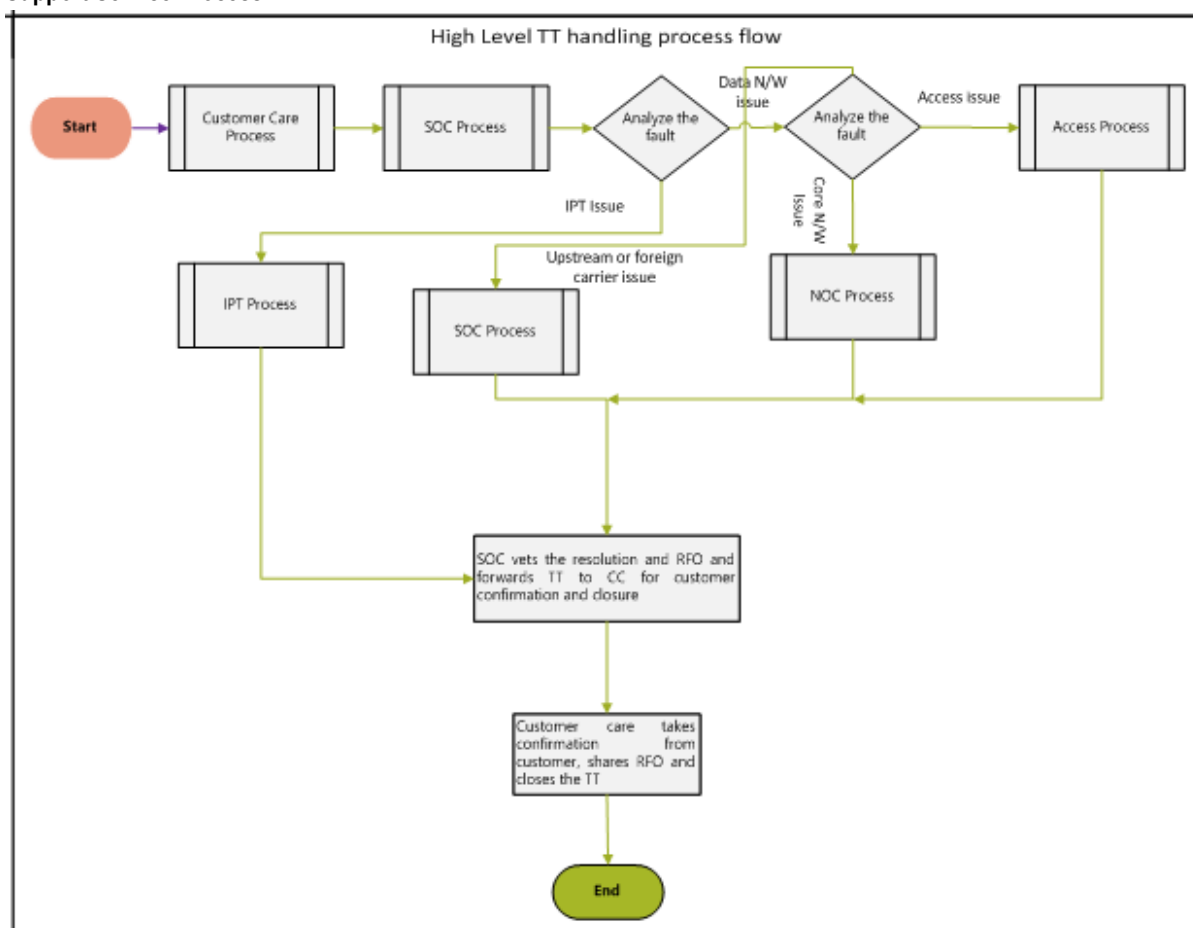 High Level TT handling process flow
Start
Customer Care
Process
SOC Process
Analyze the
fault
Data N/W
issue
Analyze the
fault
Access Issue
Access Process
IPT Issue
Core N/W
Issue
Upstream or foreign
carrier issue
IPT Process
SOC Process
NOC Process
SOC vets the resolution and RFO and
forwards TT to CC for customer
confirmation and closure
Customer care takes
confirmation from
customer, shares RFO and
closes the TT
End